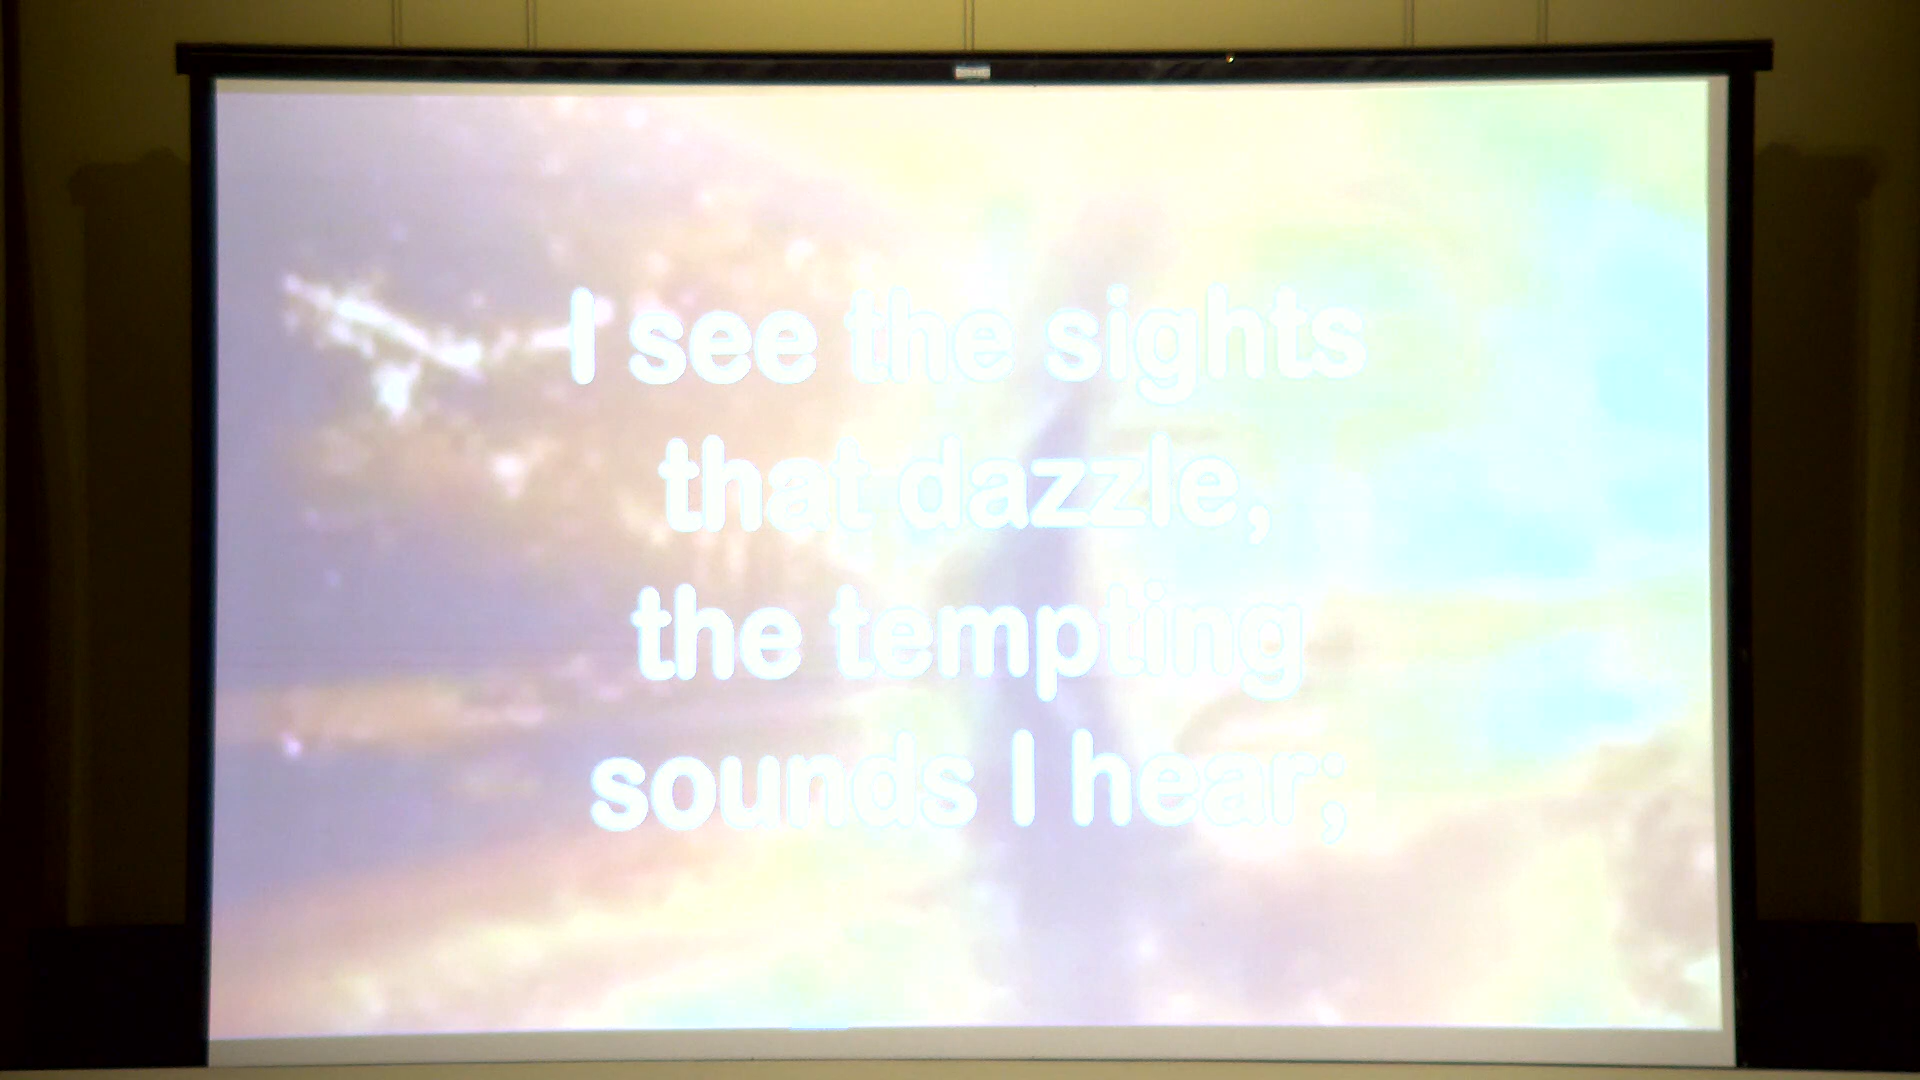 I see the sights
that dazzle,
the tempting
sounds I hear;